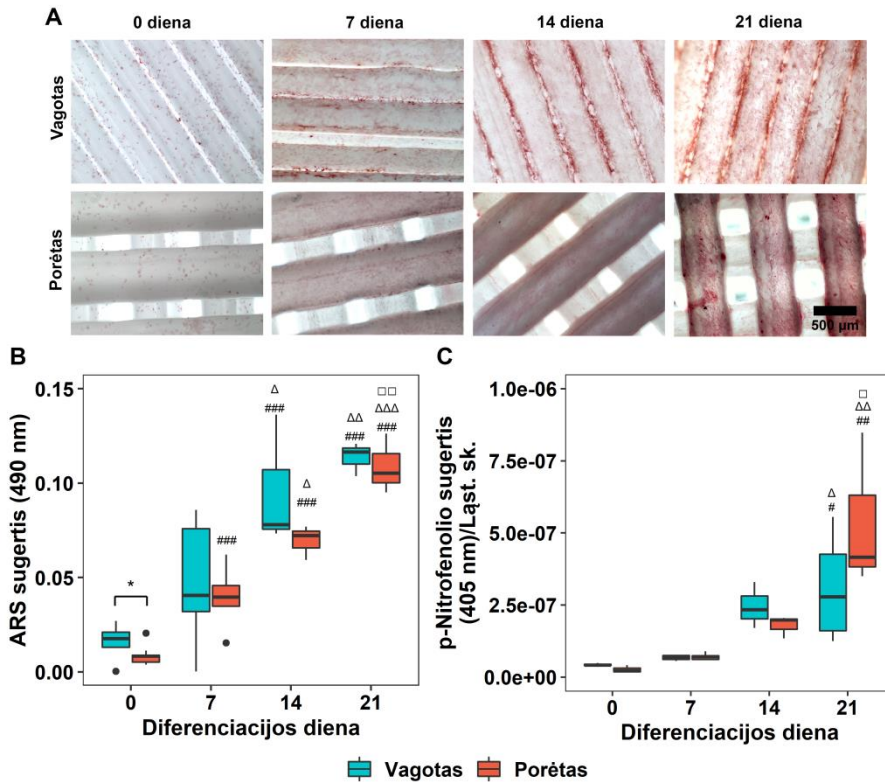 A
0 diena 7 diena 14 diena 21 diena
Vagotas
Porėtas
500 µm
B
ARS sugertis (490 nm)
0.15
0.10
0.05
0.00
*
###
Δ
###
Δ
###
ΔΔ
###
□□
ΔΔΔ
###
0 7 14 21
Diferenciacijos diena
C
p-Nitrofenolio sugertis
(405 nm)/Ląst. sk.
1.0e-06
7.5e-07
5.0e-07
2.5e-07
0.0e+00
Δ
#
□
ΔΔ
##
0 7 14 21
Diferenciacijos diena
Vagotas Porėtas